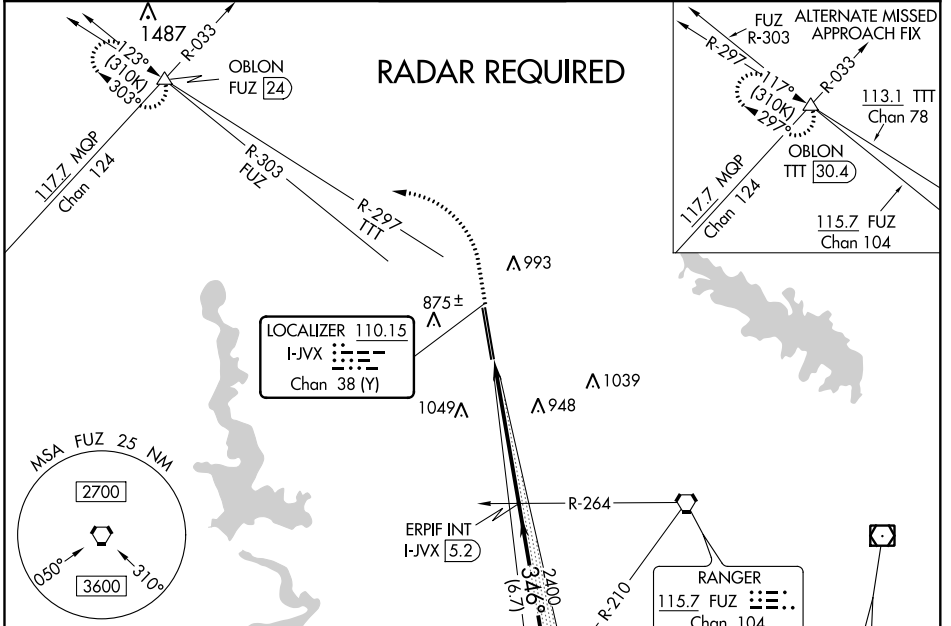 1487
R-033
123°
(310K)
303°
OBLON
FUZ 24
117.7 MQP
Chan 124
R-303
FUZ
R-297
TTT
RADAR REQUIRED
ALTERNATE MISSED
APPROACH FIX
FUZ
R-303
R-297
117°
(310K)
297°
R-033
113.1 TTT
Chan 78
OBLON
TTT 30.4
117.7 MQP
Chan 124
115.7 FUZ
Chan 104
993
875±
LOCALIZER 110.15
I-JVX
Chan 38 (Y)
1049
948
1039
MSA FUZ 25 NM
2700
050°
310°
3600
ERPIF INT
I-JVX 5.2
R-264
2400
346°
(6.7)
R-210
RANGER
115.7 FUZ
Chan 104